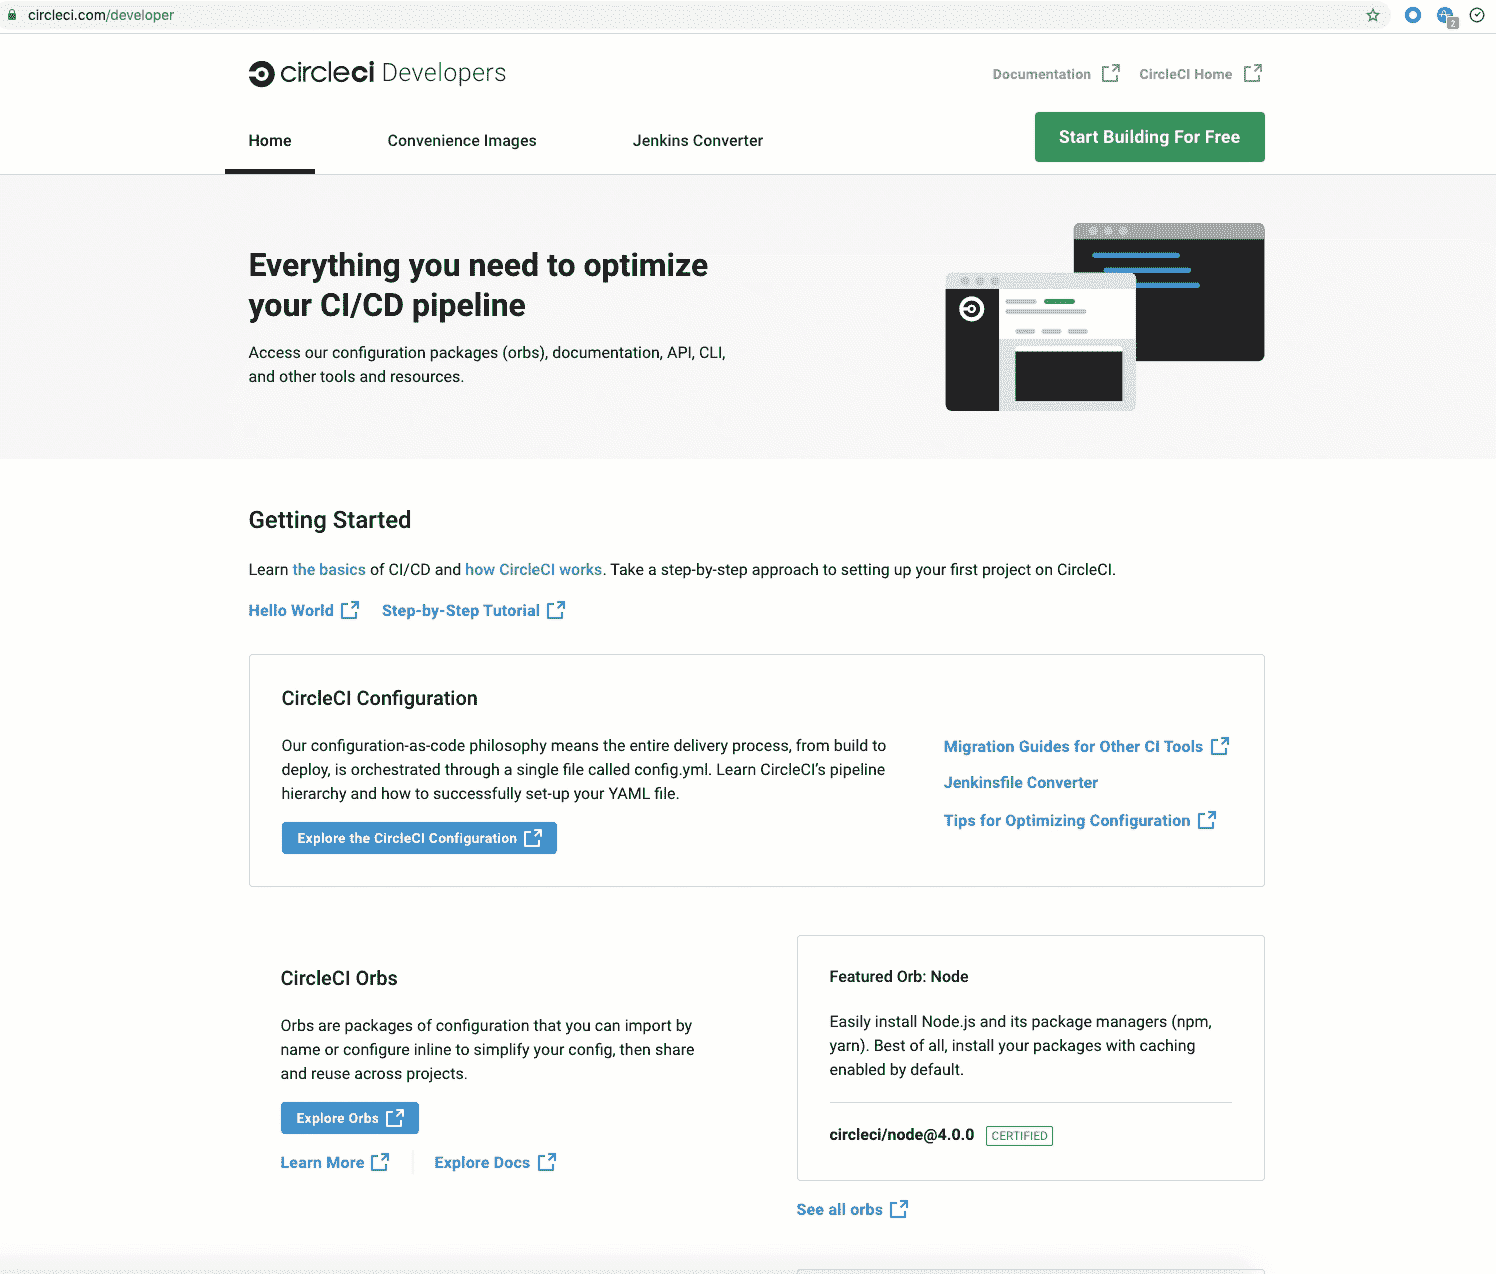 circleci.com/developer
2
circleci Developers
Documentation
CircleCI Home
Home
Convenience Images
Jenkins Converter
Start Building For Free
Everything you need to optimize
your CI/CD pipeline
Access our configuration packages (orbs), documentation, API, CLI,
and other tools and resources.
Getting Started
Learn the basics of CI/CD and how CircleCI works. Take a step-by-step approach to setting up your first project on CircleCI.
Hello World
Step-by-Step Tutorial
CircleCI Configuration
Our configuration-as-code philosophy means the entire delivery process, from build to
deploy, is orchestrated through a single file called config.yml. Learn CircleCI's pipeline
hierarchy and how to successfully set-up your YAML file.
Explore the CircleCI Configuration
Migration Guides for Other CI Tools
Jenkinsfile Converter
Tips for Optimizing Configuration
CircleCI Orbs
Orbs are packages of configuration that you can import by
name or configure inline to simplify your config, then share
and reuse across projects.
Explore Orbs
Learn More
Explore Docs
Featured Orb: Node
Easily install Node.js and its package managers (npm,
yarn). Best of all, install your packages with caching
enabled by default.
circleci/node@4.0.0
CERTIFIED
See all orbs